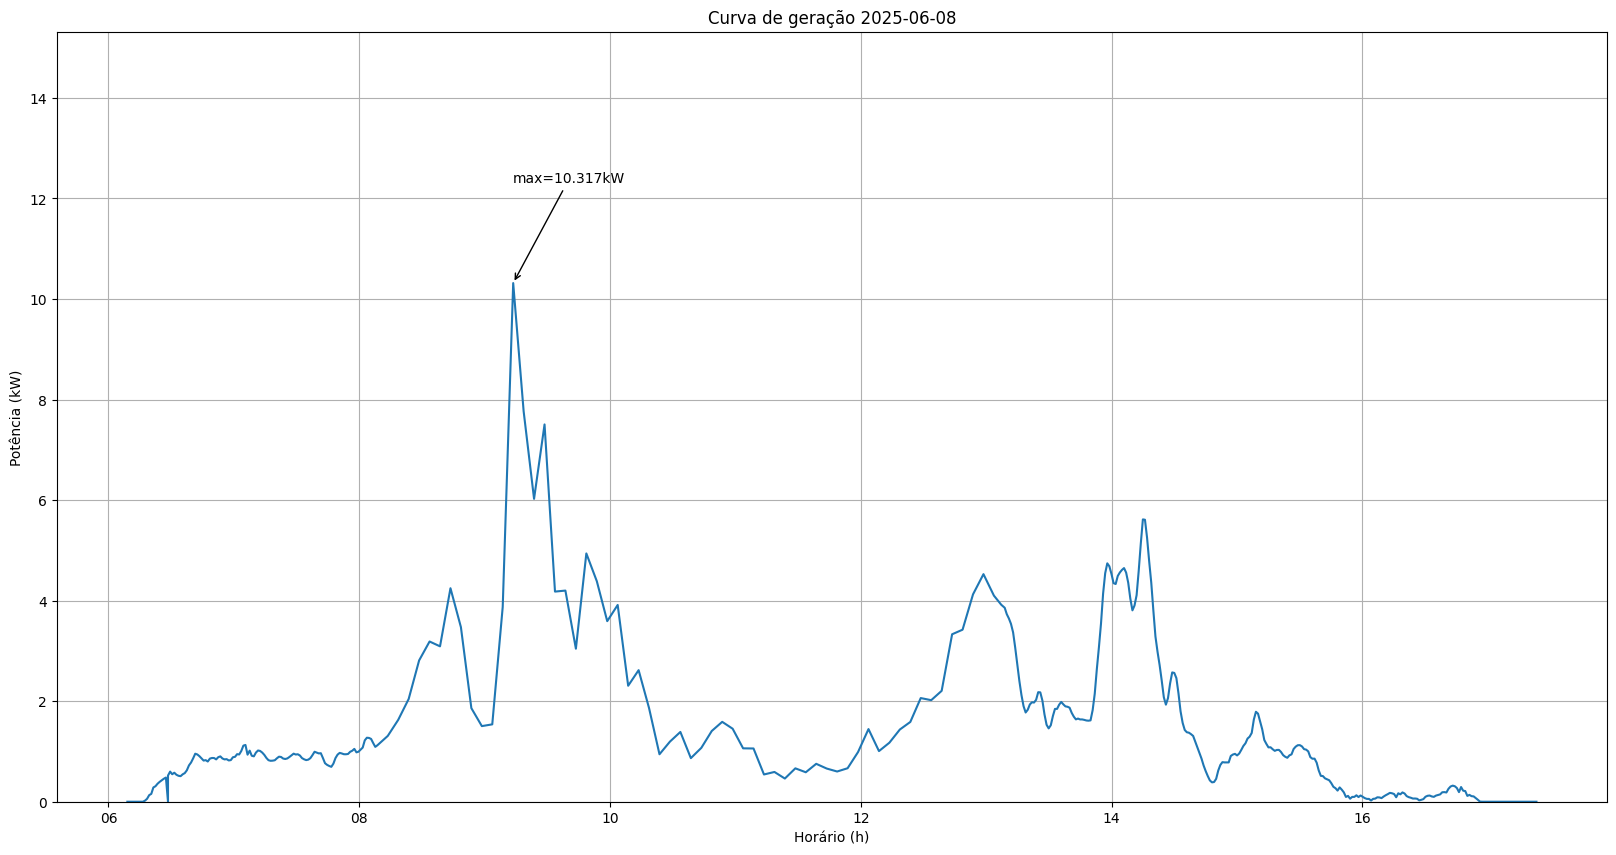 Curva de geração 2025-06-08
14
12
10
8
6
4
2
0
Potência (kW)
max=10.317kW
06 08 10 12 14 16
Horário (h)